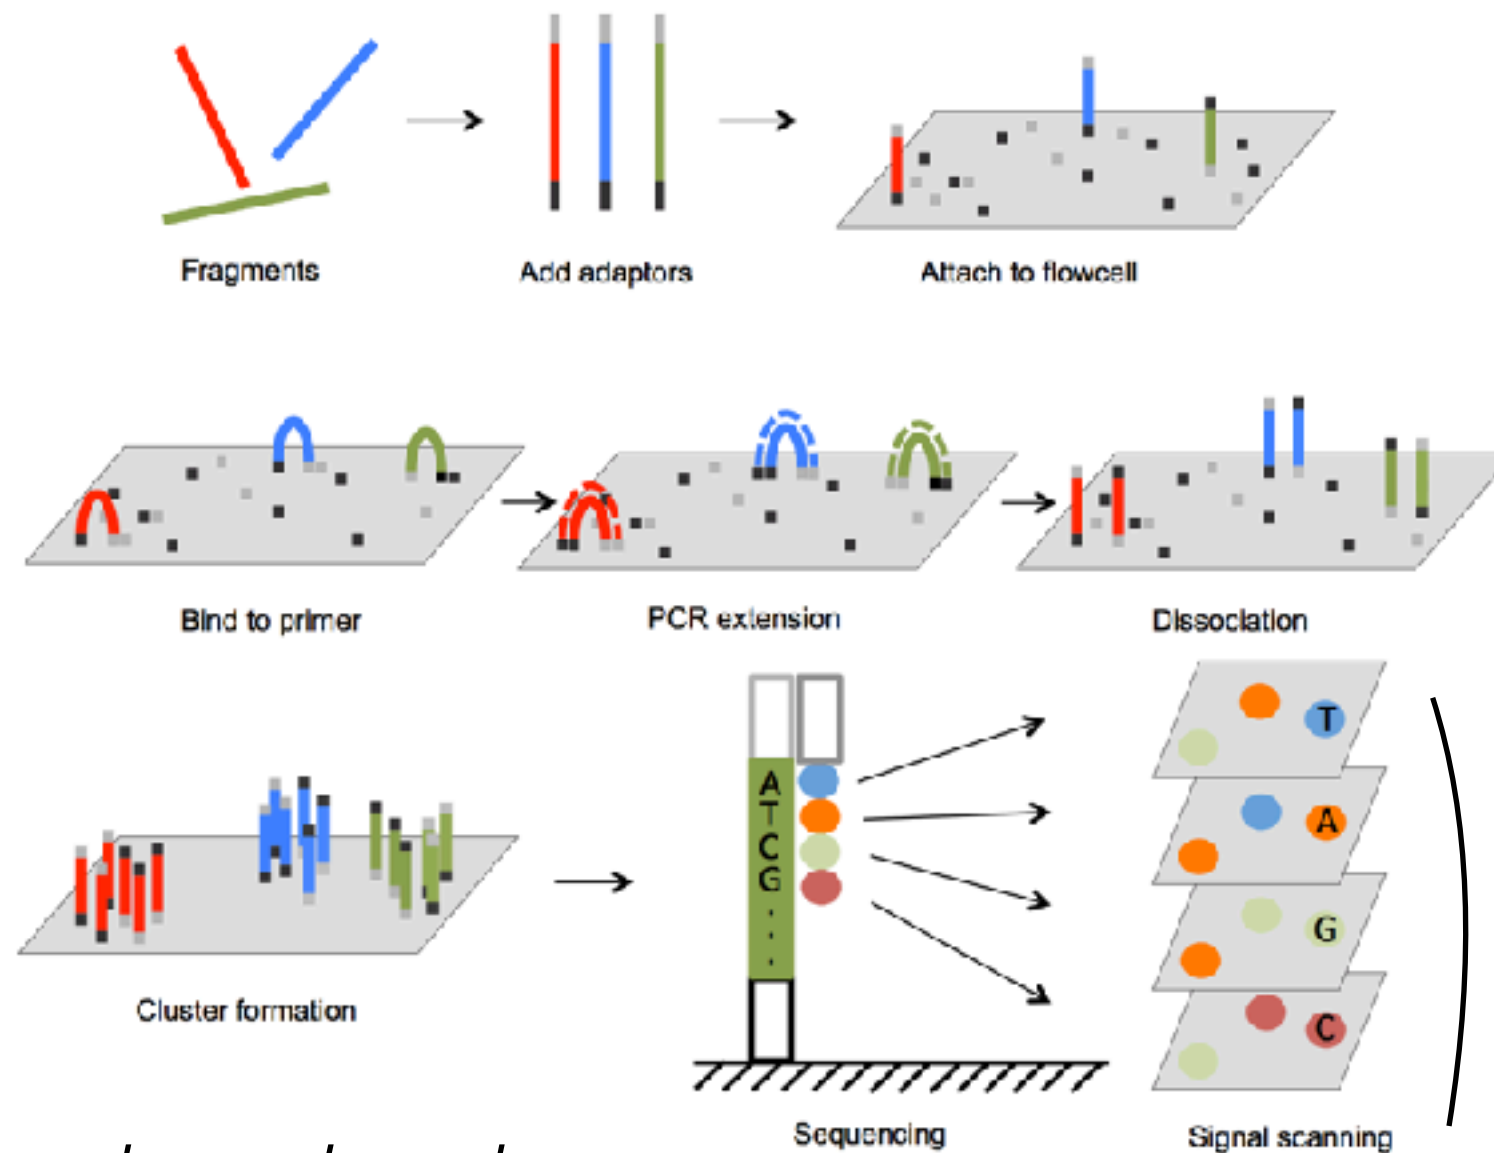 Fragments
Add adaptors
Attach to flowcell
Bind to primer
PCR extension
Dissociation
T
A
A
T
C
G
G
C
Cluster formation
Sequencing
Signal scanning